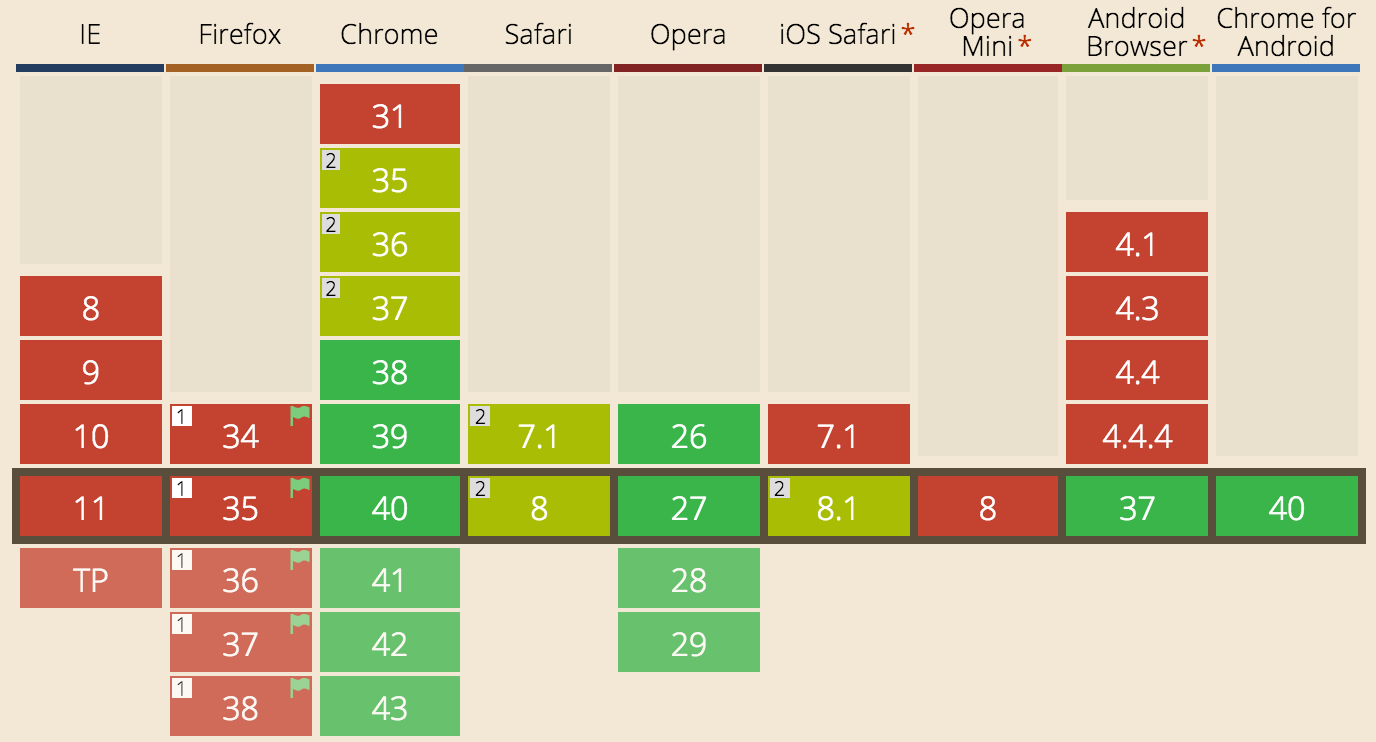 IE Firefox Chrome Safari Opera iOS Safari * Opera Mini * Android Browser * Chrome for Android
31
2 35
2 36 4.1
8 2 37 4.3
9 38 4.4
10 1 34 39 2 7.1 26 7.1 4.4.4
11 1 35 40 2 8 27 2 8.1 8 37 40
TP 1 36 41 28
1 37 42 29
1 38 43